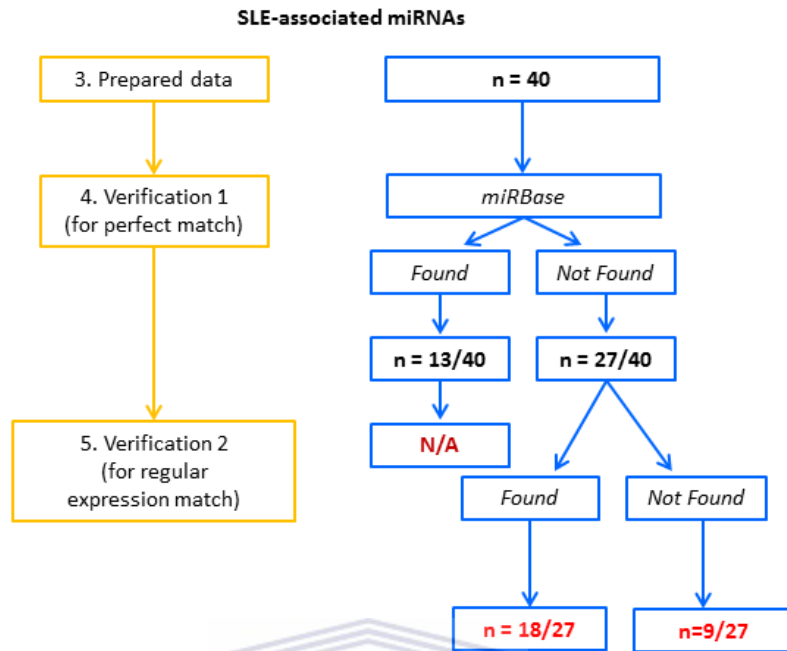 SLE-associated miRNAs
3. Prepared data
n = 40
4. Verification 1
(for perfect match)
miRBase
Found
Not Found
n = 13/40
n = 27/40
5. Verification 2
(for regular
expression match)
N/A
Found
Not Found
n = 18/27
n=9/27